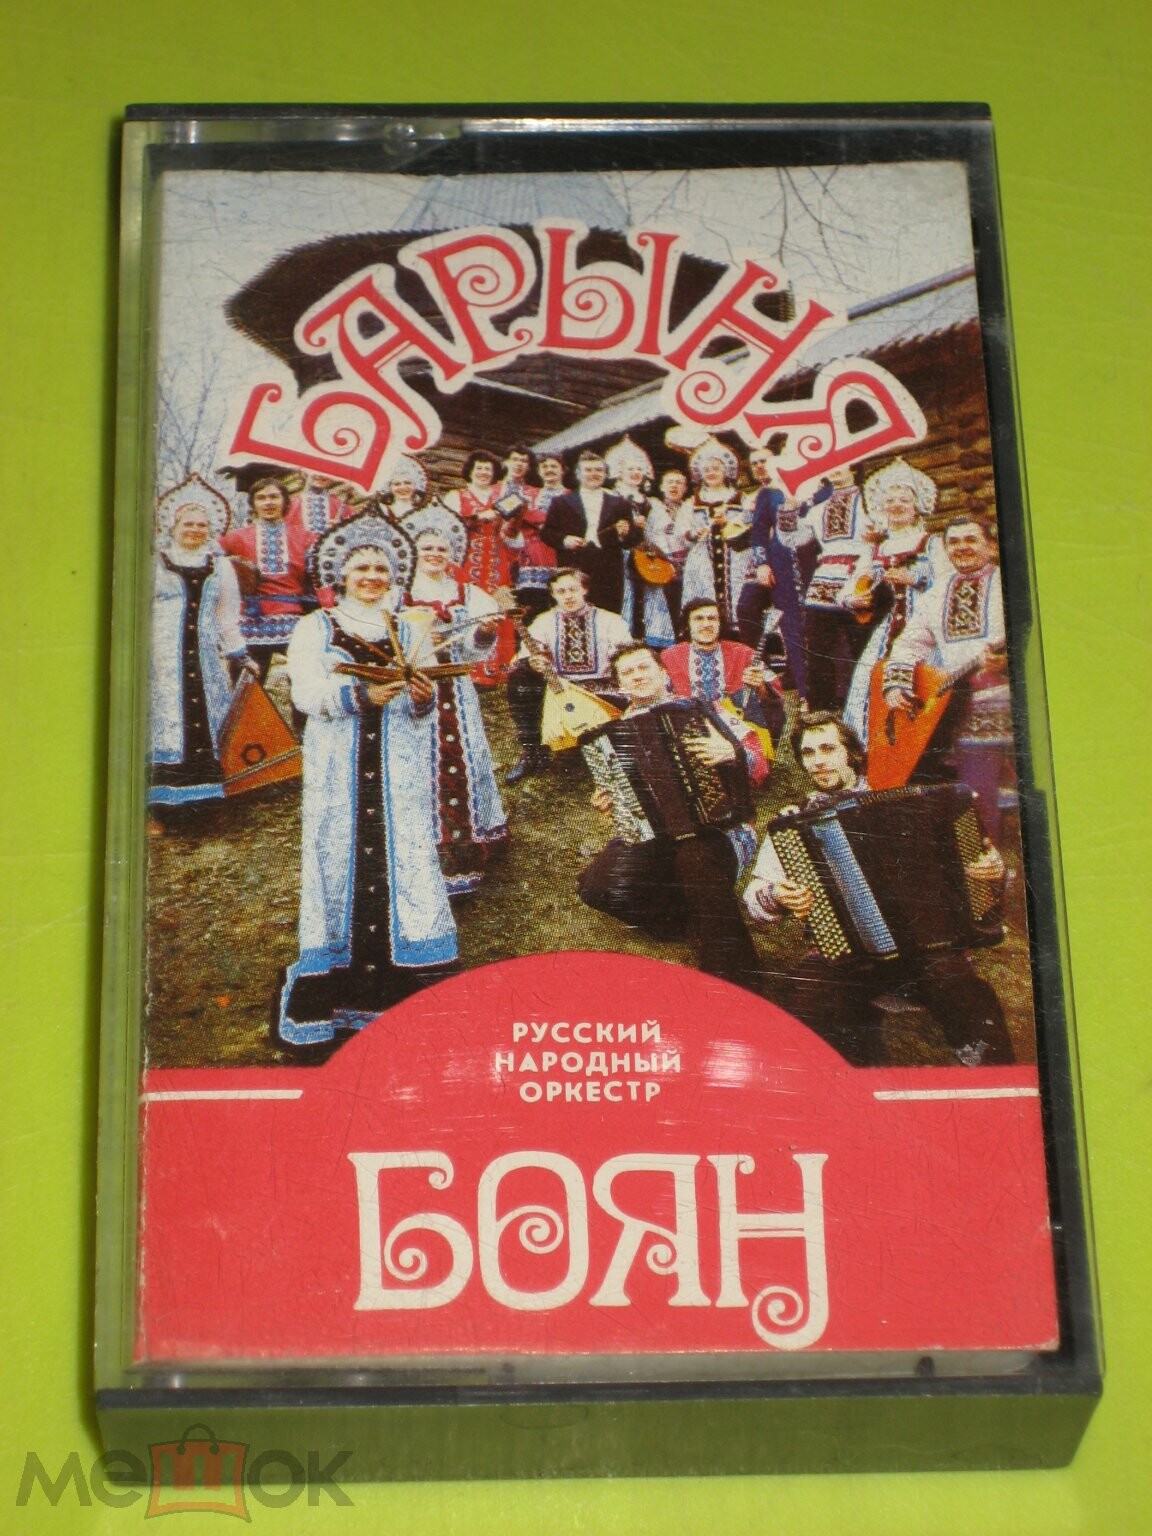 БАРЫНЯ
РУССКИЙ
НАРОДНЫЙ
ОРКЕСТР
БОЯН
мешок